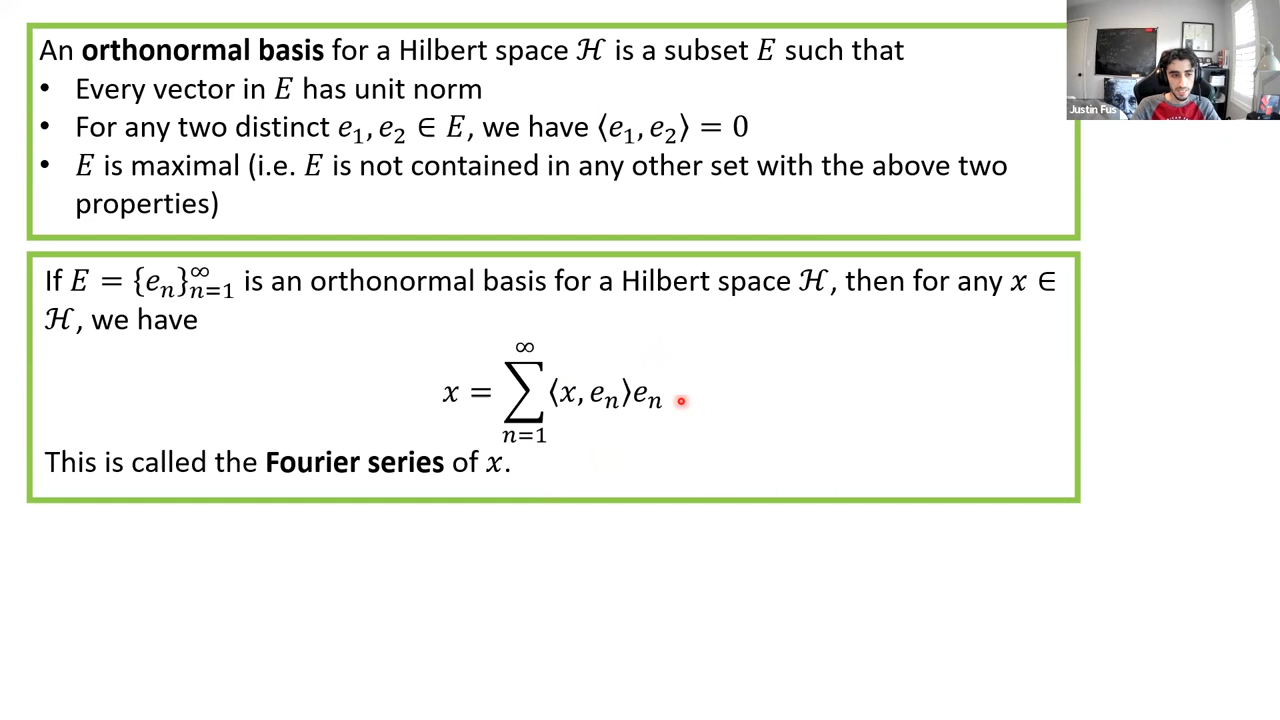 An orthonormal basis for a Hilbert space ℋ is a subset E such that
• Every vector in E has unit norm
• For any two distinct e₁, e₂ ∈ E, we have ⟨e₁, e₂⟩ = 0
• E is maximal (i.e. E is not contained in any other set with the above two
properties)
If E = {eₙ}ₙ₌₁^∞ is an orthonormal basis for a Hilbert space ℋ, then for any x ∈
ℋ, we have
x = ∑ₙ₌₁^∞ ⟨x, eₙ⟩eₙ
This is called the Fourier series of x.
Justin Fus